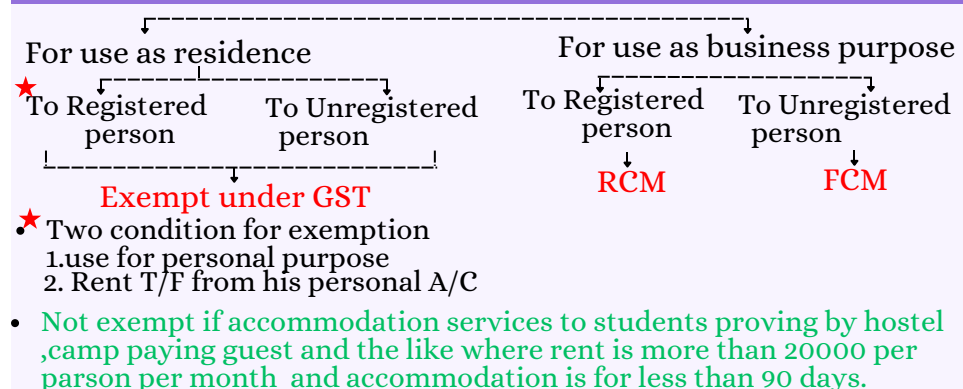 For use as residence
For use as business purpose
To Registered
person
To Unregistered
person
To Registered
person
To Unregistered
person
Exempt under GST
RCM
FCM
Two condition for exemption
1.use for personal purpose
2. Rent T/F from his personal A/C
Not exempt if accommodation services to students proving by hostel
,camp paying guest and the like where rent is more than 20000 per
parson per month and accommodation is for less than 90 days.